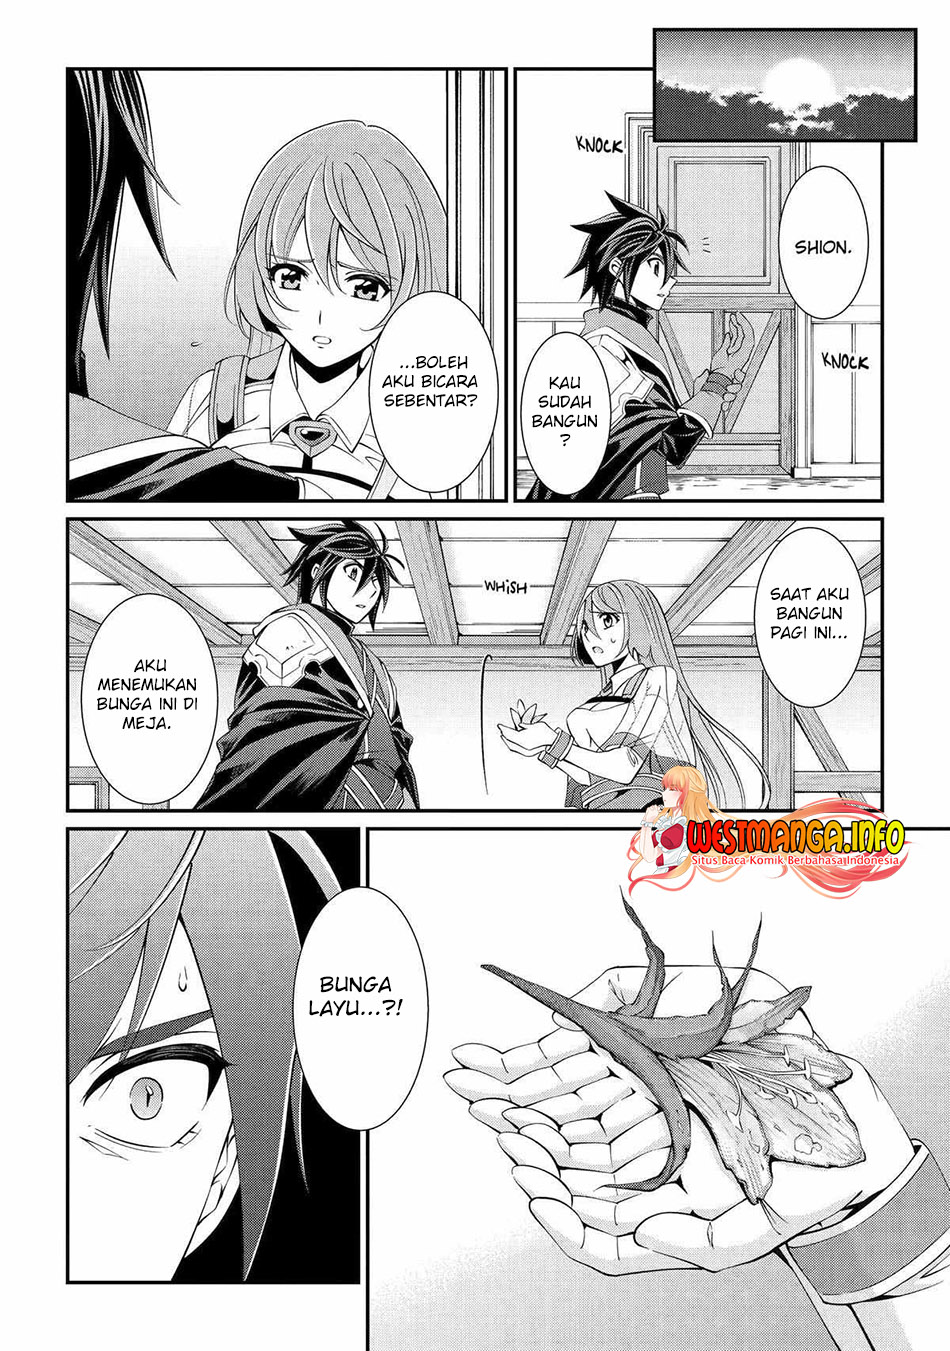 KNOCK
SHION.
KNOCK
KAU
SUDAH
BANGUN
?
...BOLEH
AKU BICARA
SEBENTAR?
SAAT AKU
BANGUN
PAGI INI...
WHISH
AKU
MENEMUKAN
BUNGA INI DI
MEJA.
WESTMANGA.INFO
Situs Baca Komik Berbahasa Indonesia
BUNGA
LAYU...?!